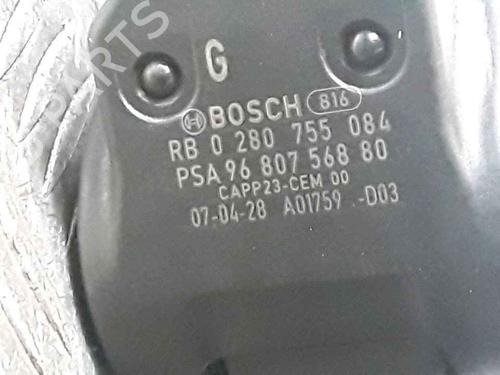 PARTS
G
BOSCH 816
RB 0 280 755 084
PSA 96 807 568 80
CAPP23-CEM 00
07-04-28 A01759 .-D03